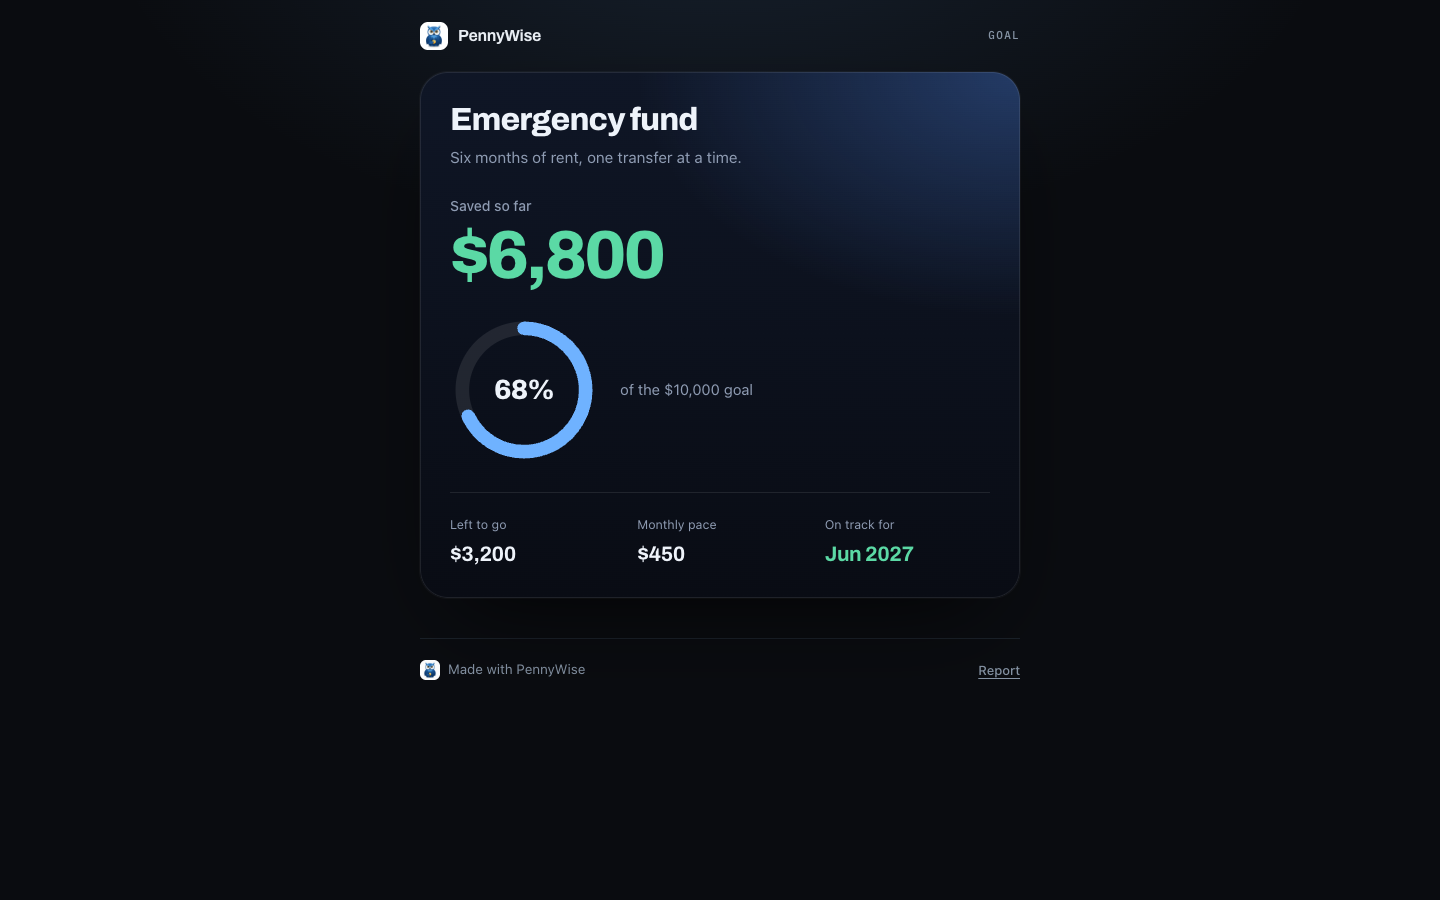 PennyWise
GOAL
Emergency fund
Six months of rent, one transfer at a time.
Saved so far
$6,800
68%
of the $10,000 goal
Left to go
$3,200
Monthly pace
$450
On track for
Jun 2027
Made with PennyWise
Report